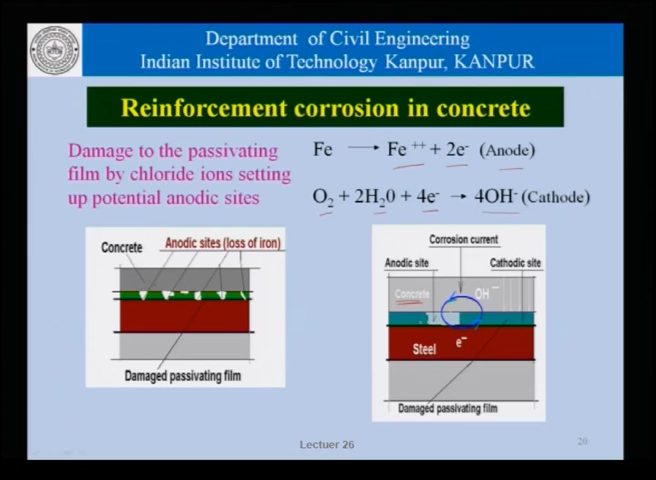 Department of Civil Engineering
Indian Institute of Technology Kanpur, KANPUR
Reinforcement corrosion in concrete
Damage to the passivating
film by chloride ions setting
up potential anodic sites
Fe → Fe ++ + 2e- (Anode)
O2 + 2H20 + 4e- → 4OH- (Cathode)
Concrete
Anodic sites (loss of iron)
Damaged passivating film
Corrosion current
Anodic site
Cathodic site
Concrete
OH −
Steel
e−
Damaged passivating film
Lectuer 26
20